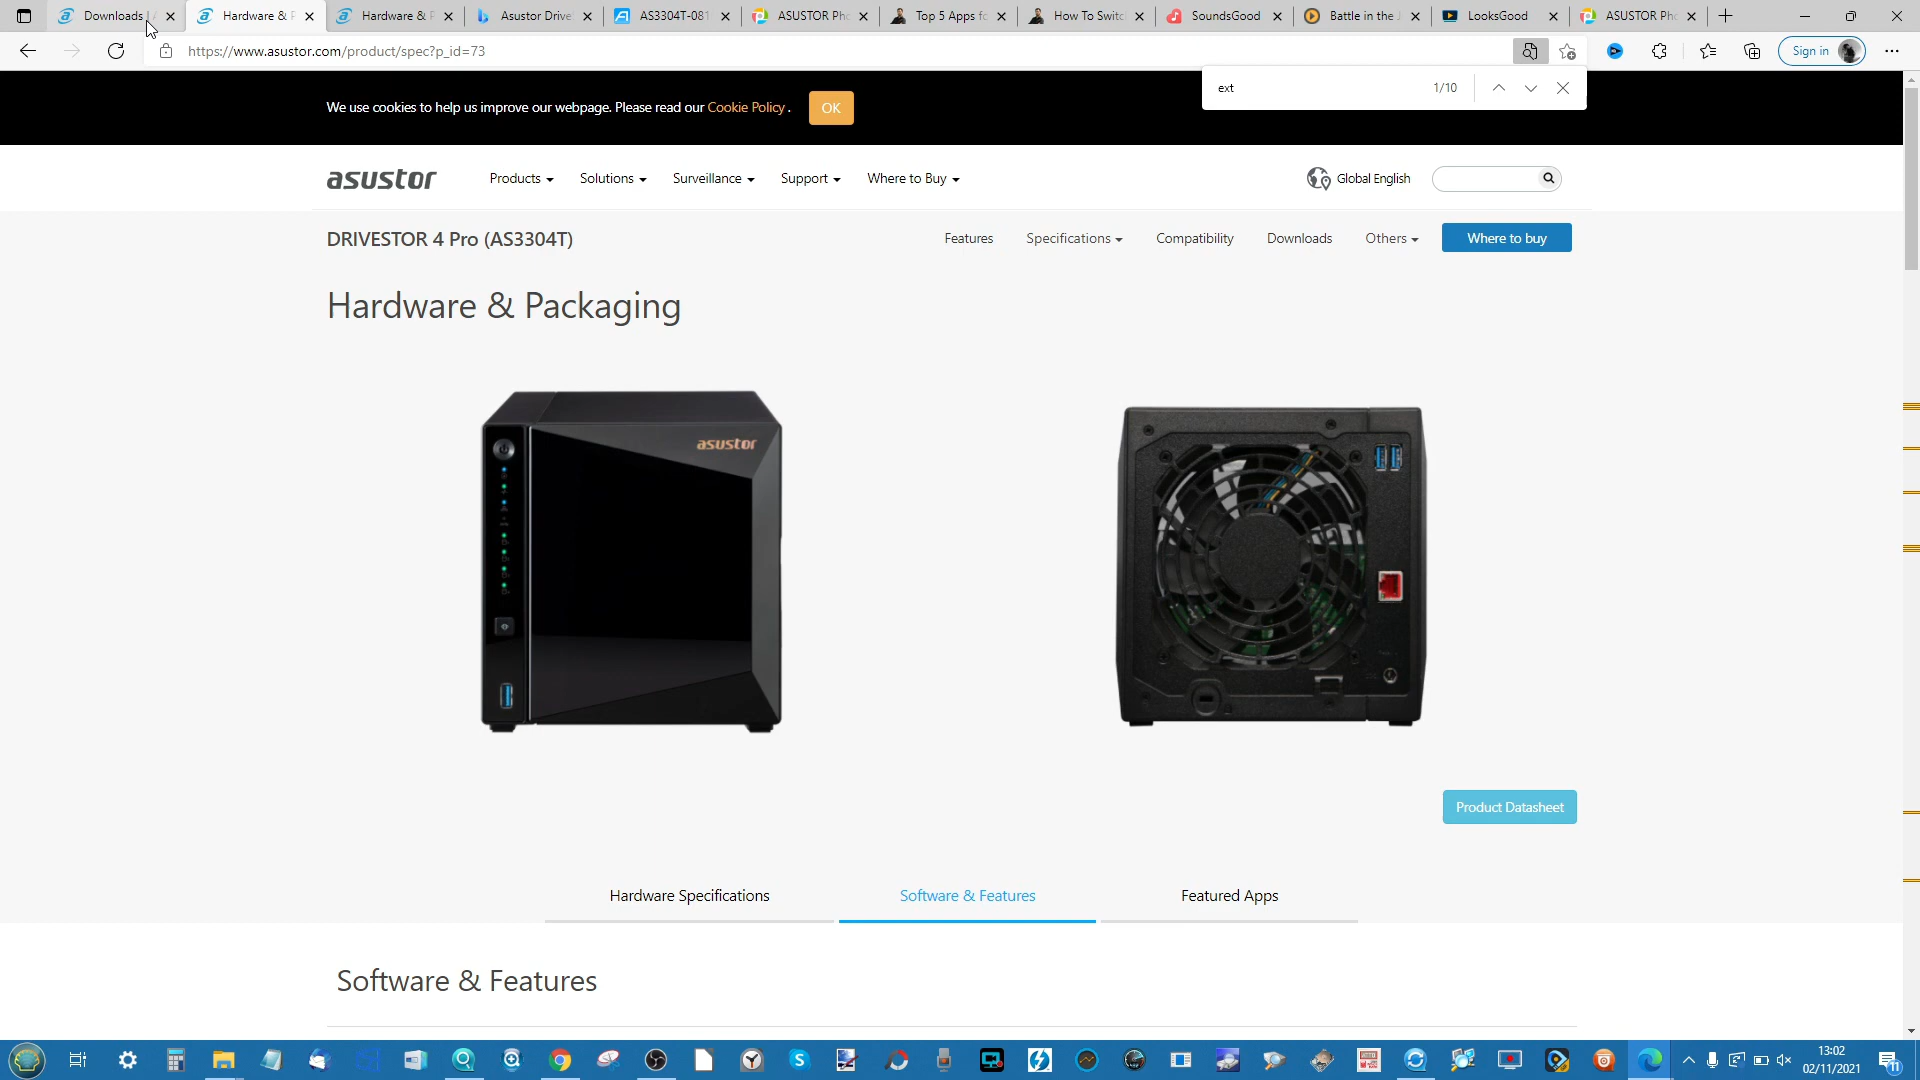 Downloads | A
Hardware & P
Hardware & P
Asustor Drive
AS3304T-081
ASUSTOR Pho
Top 5 Apps fo
How To Switc
SoundsGood
Battle in the J
LooksGood
ASUSTOR Pho
https://www.asustor.com/product/spec?p_id=73
Sign in
ext 1/10
We use cookies to help us improve our webpage. Please read our Cookie Policy. OK
asustor Products Solutions Surveillance Support Where to Buy Global English
DRIVESTOR 4 Pro (AS3304T) Features Specifications Compatibility Downloads Others Where to buy
Hardware & Packaging
asustor
Product Datasheet
Hardware Specifications Software & Features Featured Apps
Software & Features
13:02
02/11/2021
11